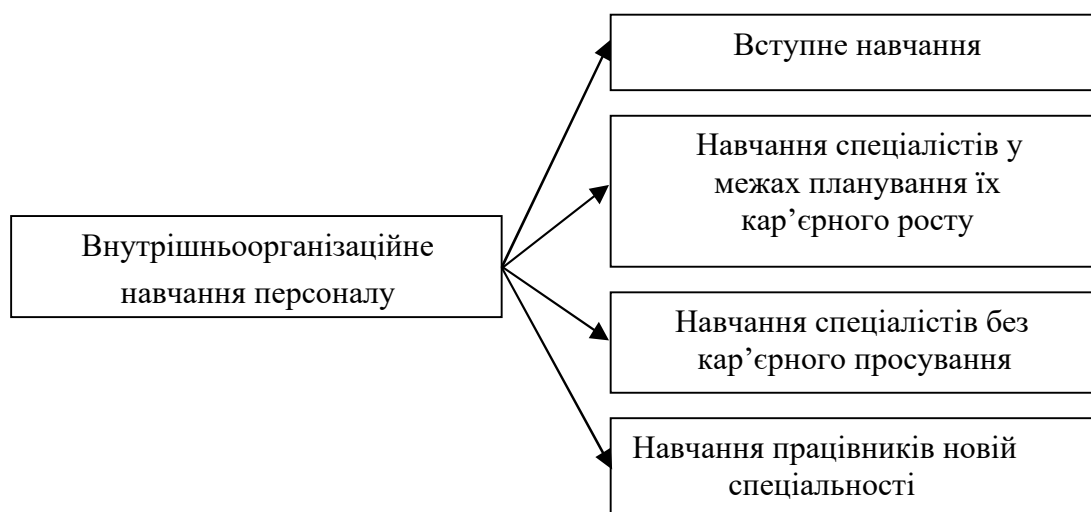 Вступне навчання
Навчання спеціалістів у
межах планування їх
кар’єрного росту
Внутрішньоорганізаційне
навчання персоналу
Навчання спеціалістів без
кар’єрного просування
Навчання працівників новій
спеціальності